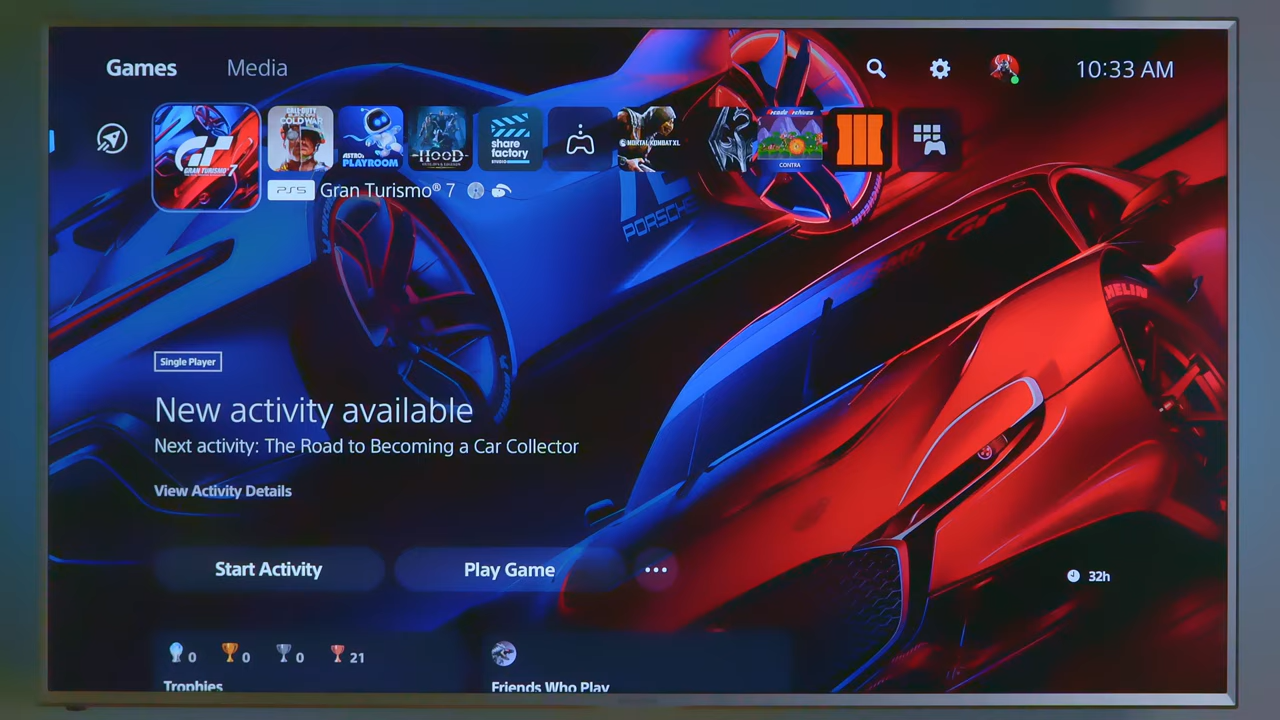 Games
Media
10:33 AM
GT
GRAN TURISMO 7
CALL OF DUTY
COLD WAR
ASTRO's
PLAYROOM
HOOD
share
factory
STUDIO
MORTAL KOMBAT XL
Arcade Archives
CONTRA
PS5 Gran Turismo® 7
PORSCHE
HELIN
Single Player
New activity available
Next activity: The Road to Becoming a Car Collector
View Activity Details
Start Activity
Play Game
32h
0
0
0
21
Trophies
Friends Who Play